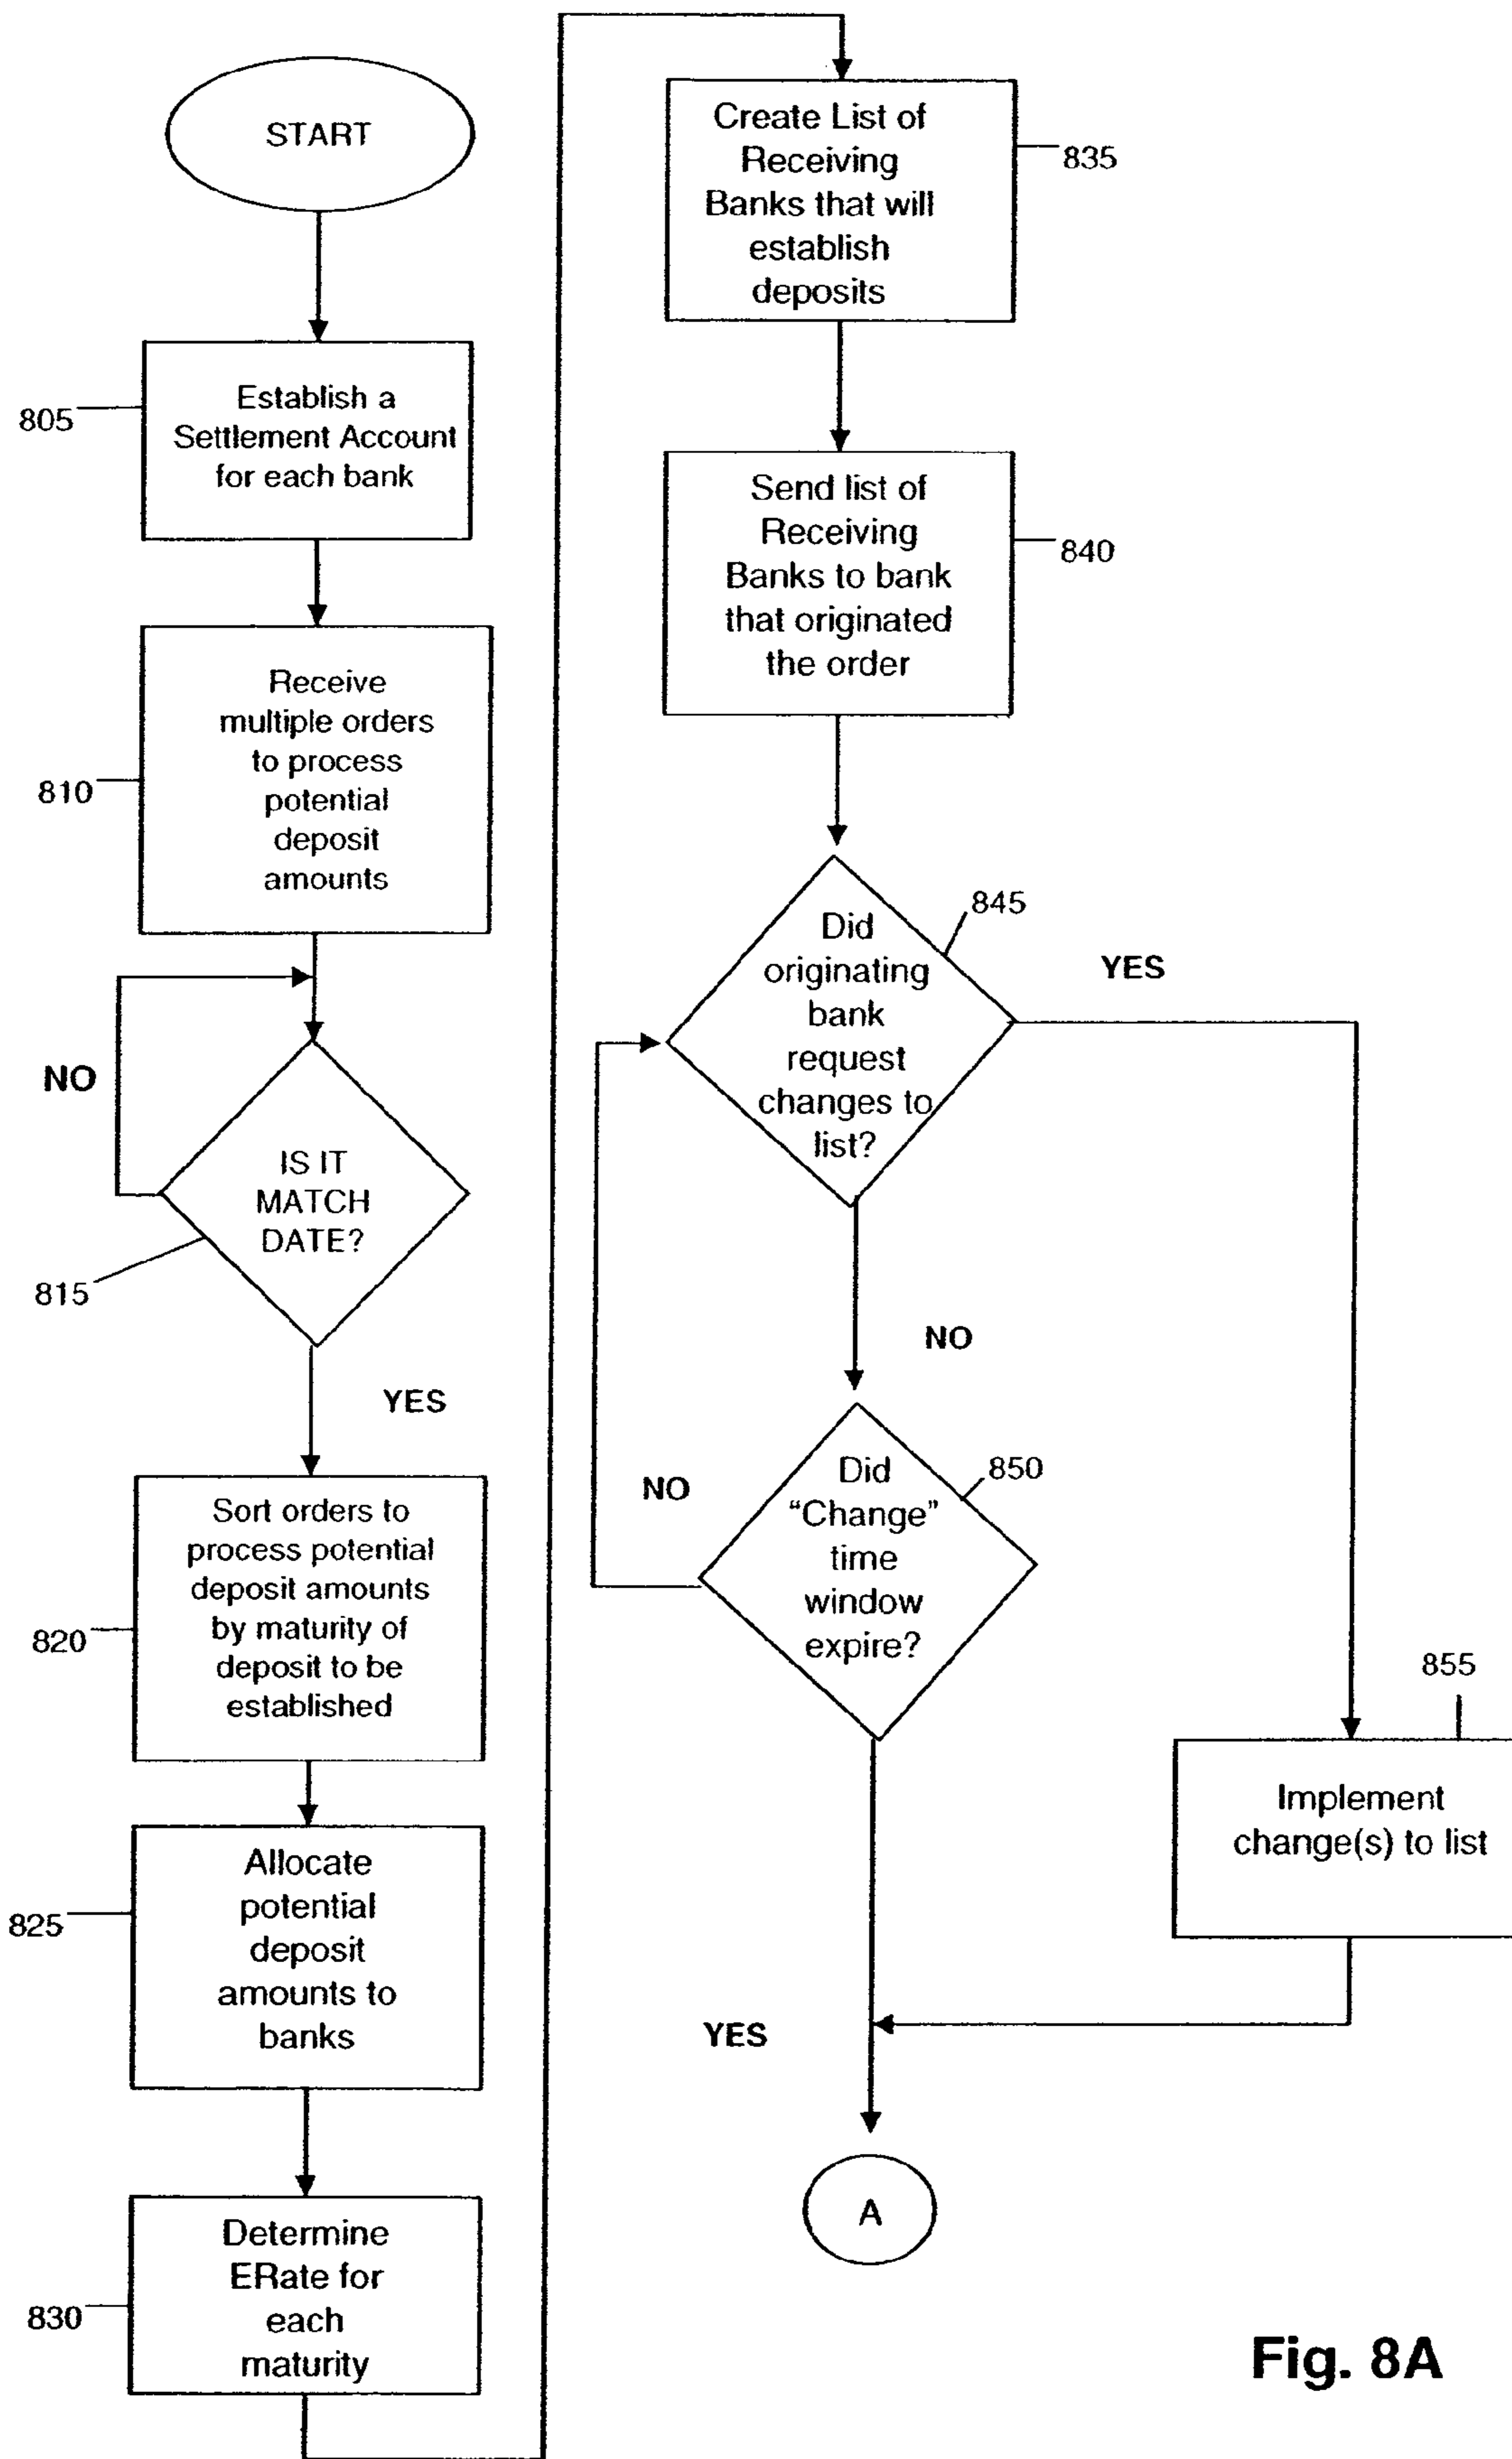 START
805
Establish a
Settlement Account
for each bank
810
Receive
multiple orders
to process
potential
deposit
amounts
NO
IS IT
MATCH
DATE?
815
YES
820
Sort orders to
process potential
deposit amounts
by maturity of
deposit to be
established
825
Allocate
potential
deposit
amounts to
banks
830
Determine
ERate for
each
maturity
Create List of
Receiving
Banks that will
establish
deposits
835
Send list of
Receiving
Banks to bank
that originated
the order
840
Did
originating
bank
request
changes to
list?
845
YES
NO
Did
“Change”
time
window
expire?
850
NO
855
Implement
change(s) to list
YES
A
Fig. 8A